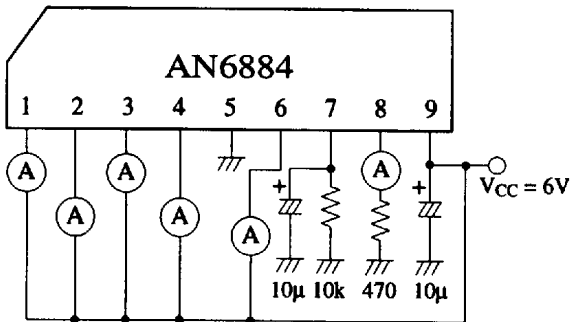 AN6884
1 2 3 4 5 6 7 8 9
A A A A A A
+ + V_CC = 6V
10μ 10k 470 10μ